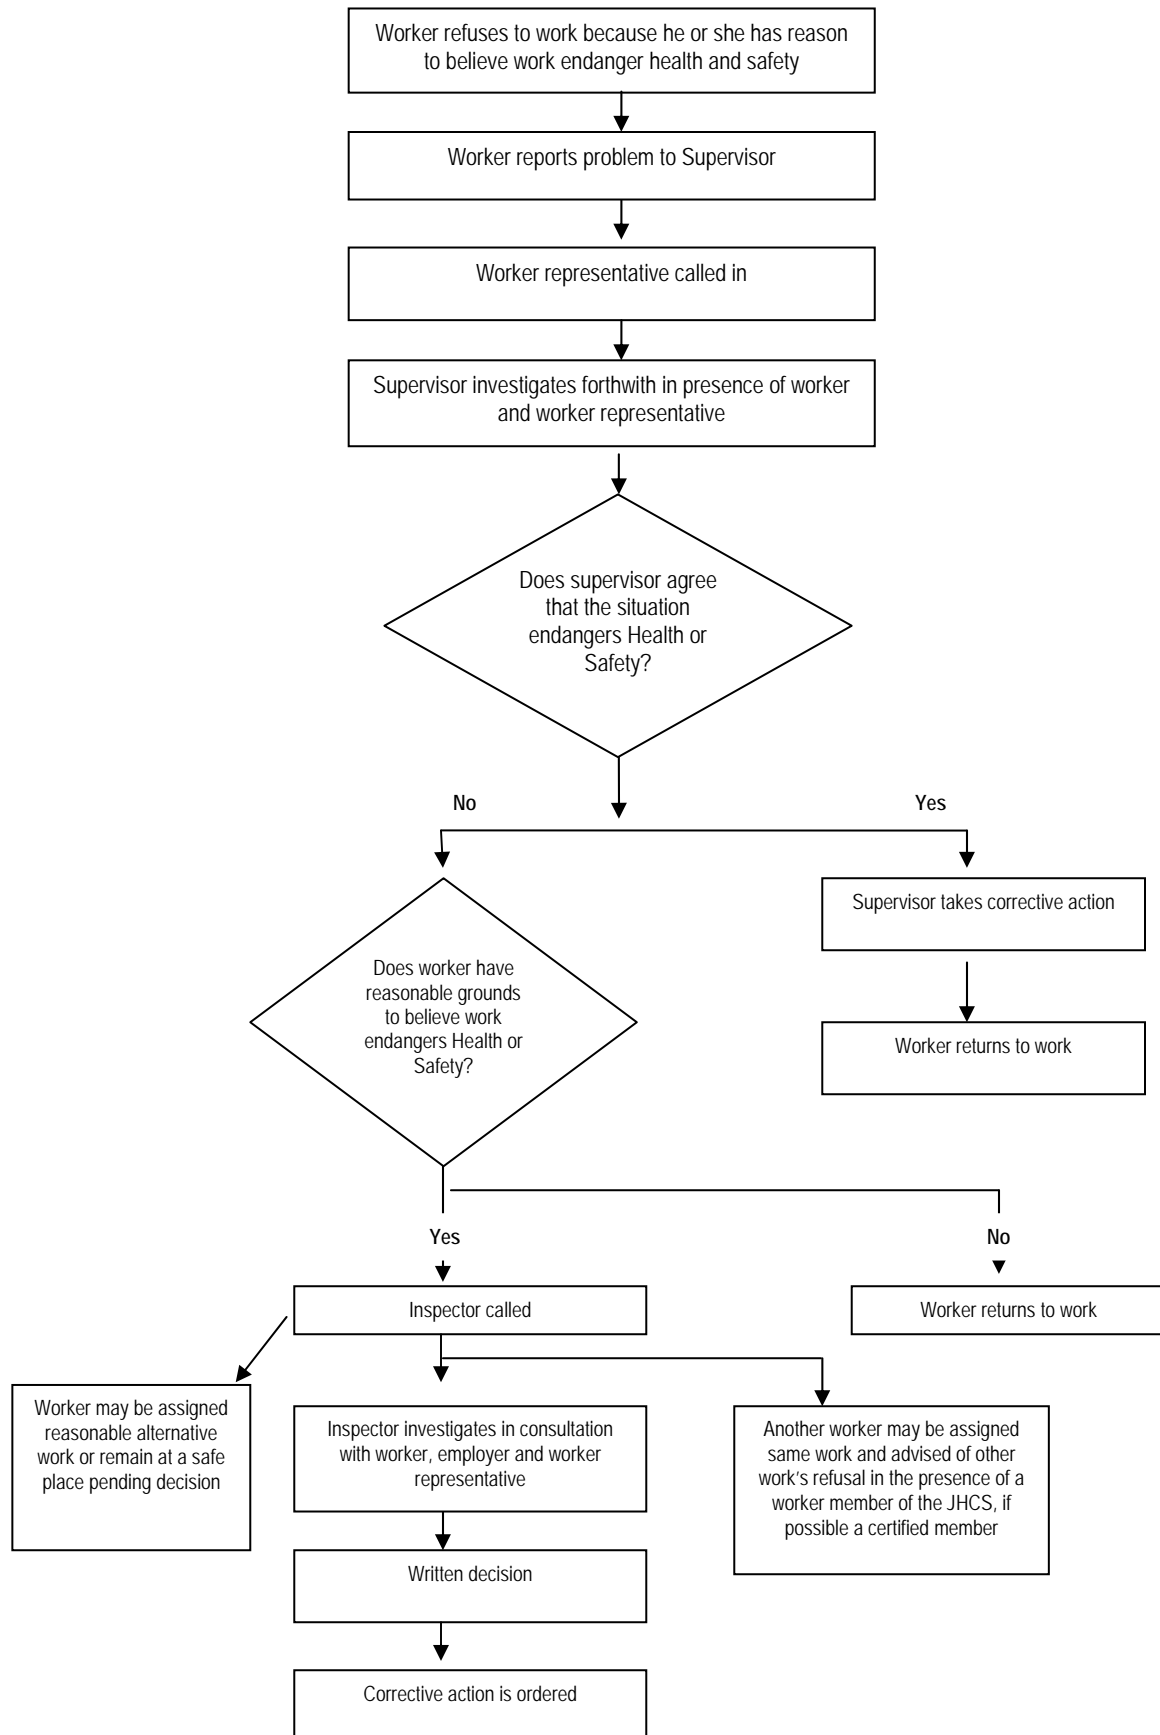 Worker refuses to work because he or she has reason
to believe work endanger health and safety
Worker reports problem to Supervisor
Worker representative called in
Supervisor investigates forthwith in presence of worker
and worker representative
Does supervisor agree
that the situation
endangers Health or
Safety?
No
Yes
Supervisor takes corrective action
Does worker have
reasonable grounds
to believe work
endangers Health or
Safety?
Worker returns to work
Yes
No
Inspector called
Worker returns to work
Worker may be assigned
reasonable alternative
work or remain at a safe
place pending decision
Inspector investigates in consultation
with worker, employer and worker
representative
Another worker may be assigned
same work and advised of other
work’s refusal in the presence of a
worker member of the JHCS, if
possible a certified member
Written decision
Corrective action is ordered